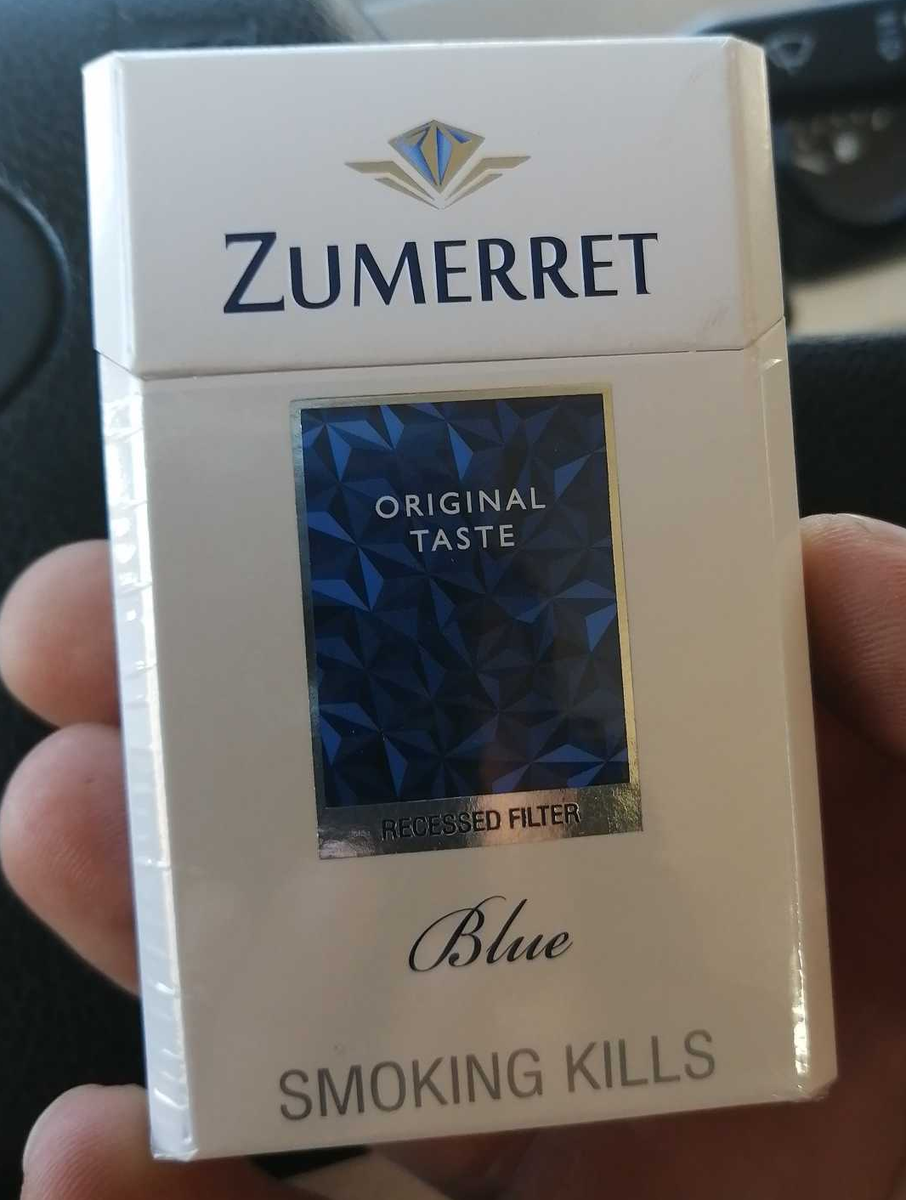 ZUMERRET
ORIGINAL
TASTE
RECESSED FILTER
Blue
SMOKING KILLS